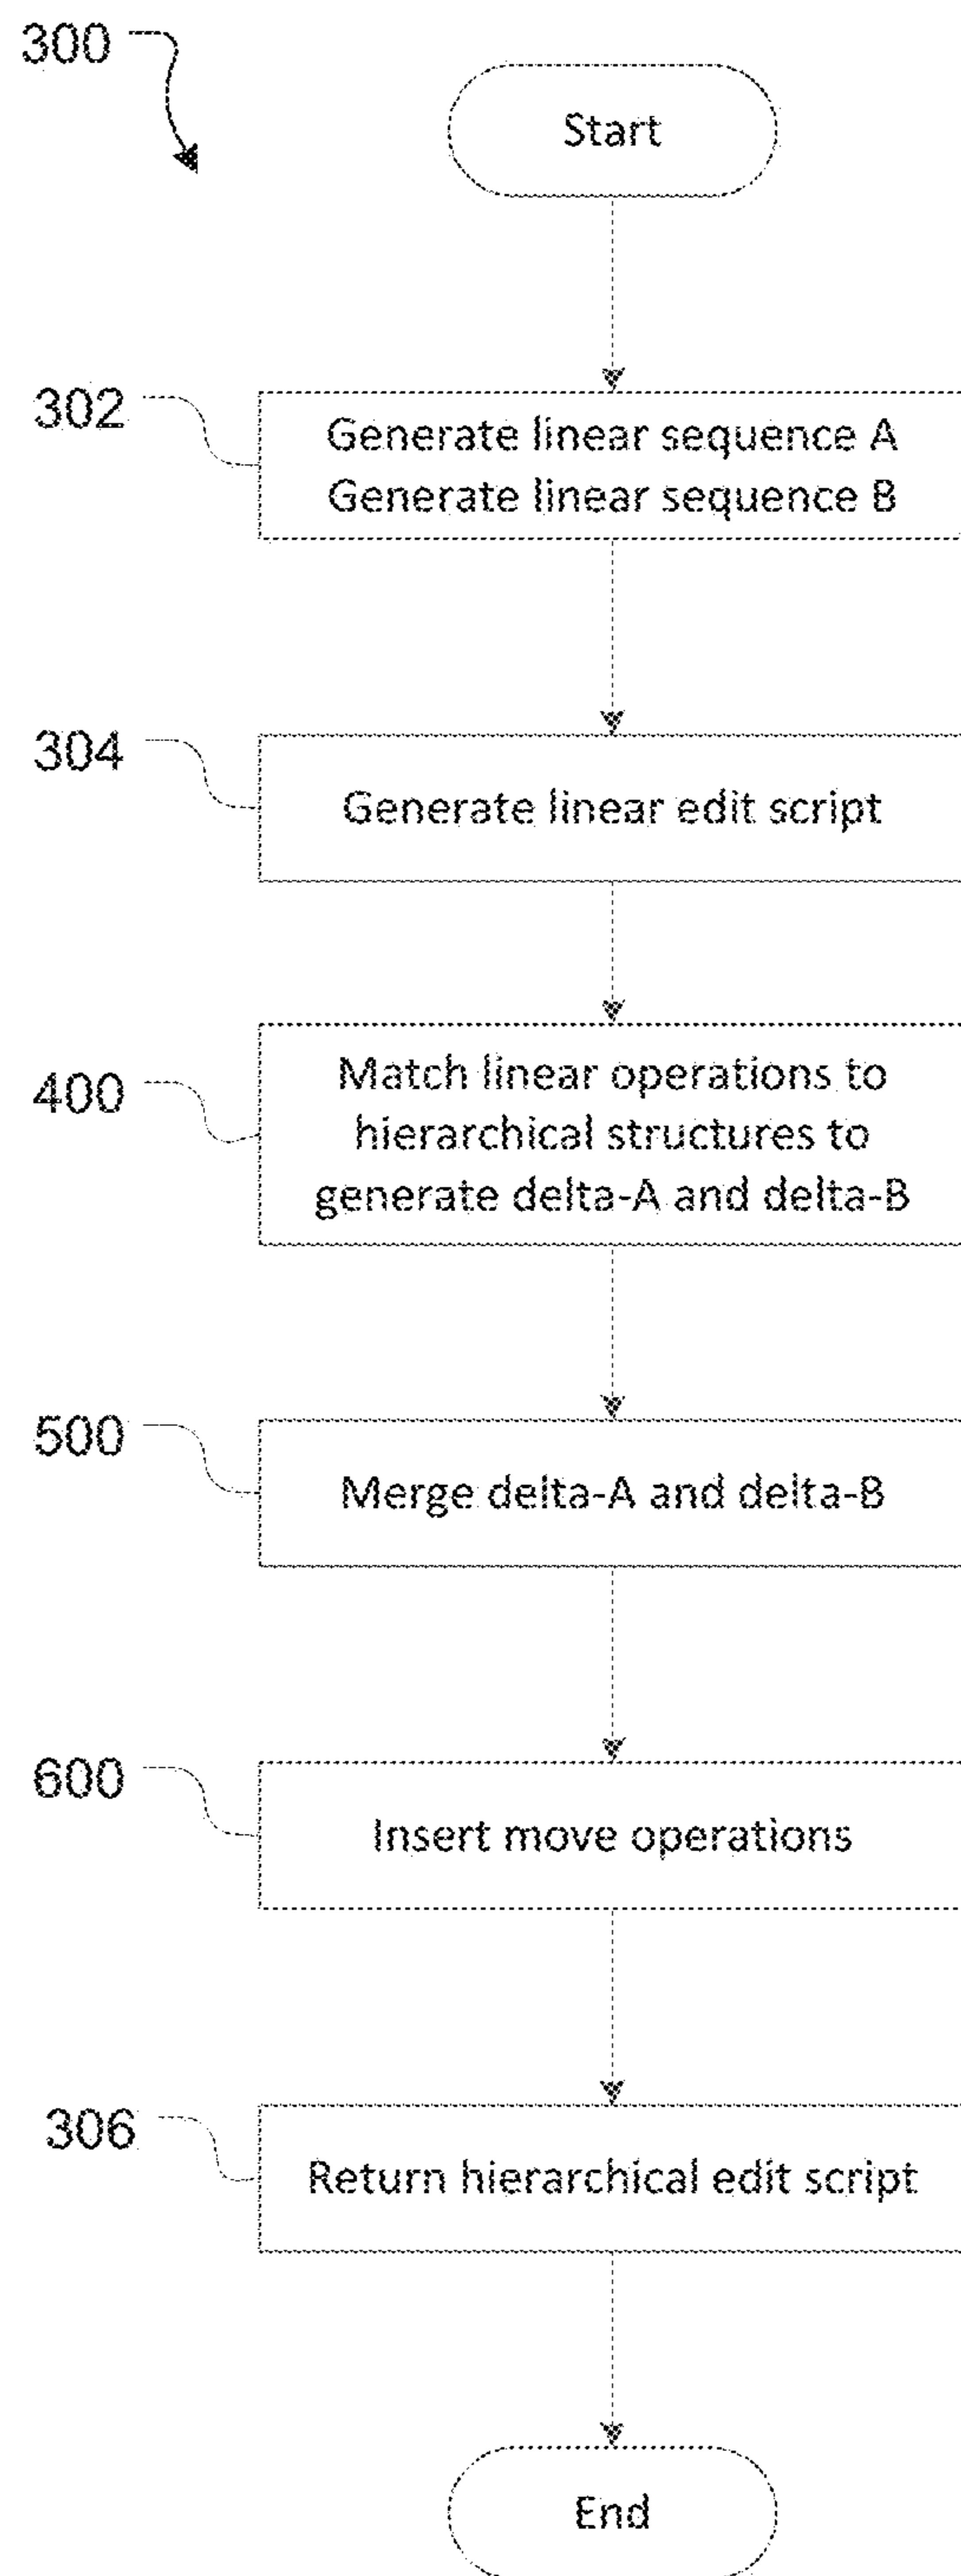 300
Start
302
Generate linear sequence A
Generate linear sequence B
304
Generate linear edit script
400
Match linear operations to
hierarchical structures to
generate delta-A and delta-B
500
Merge delta-A and delta-B
600
Insert move operations
306
Return hierarchical edit script
End